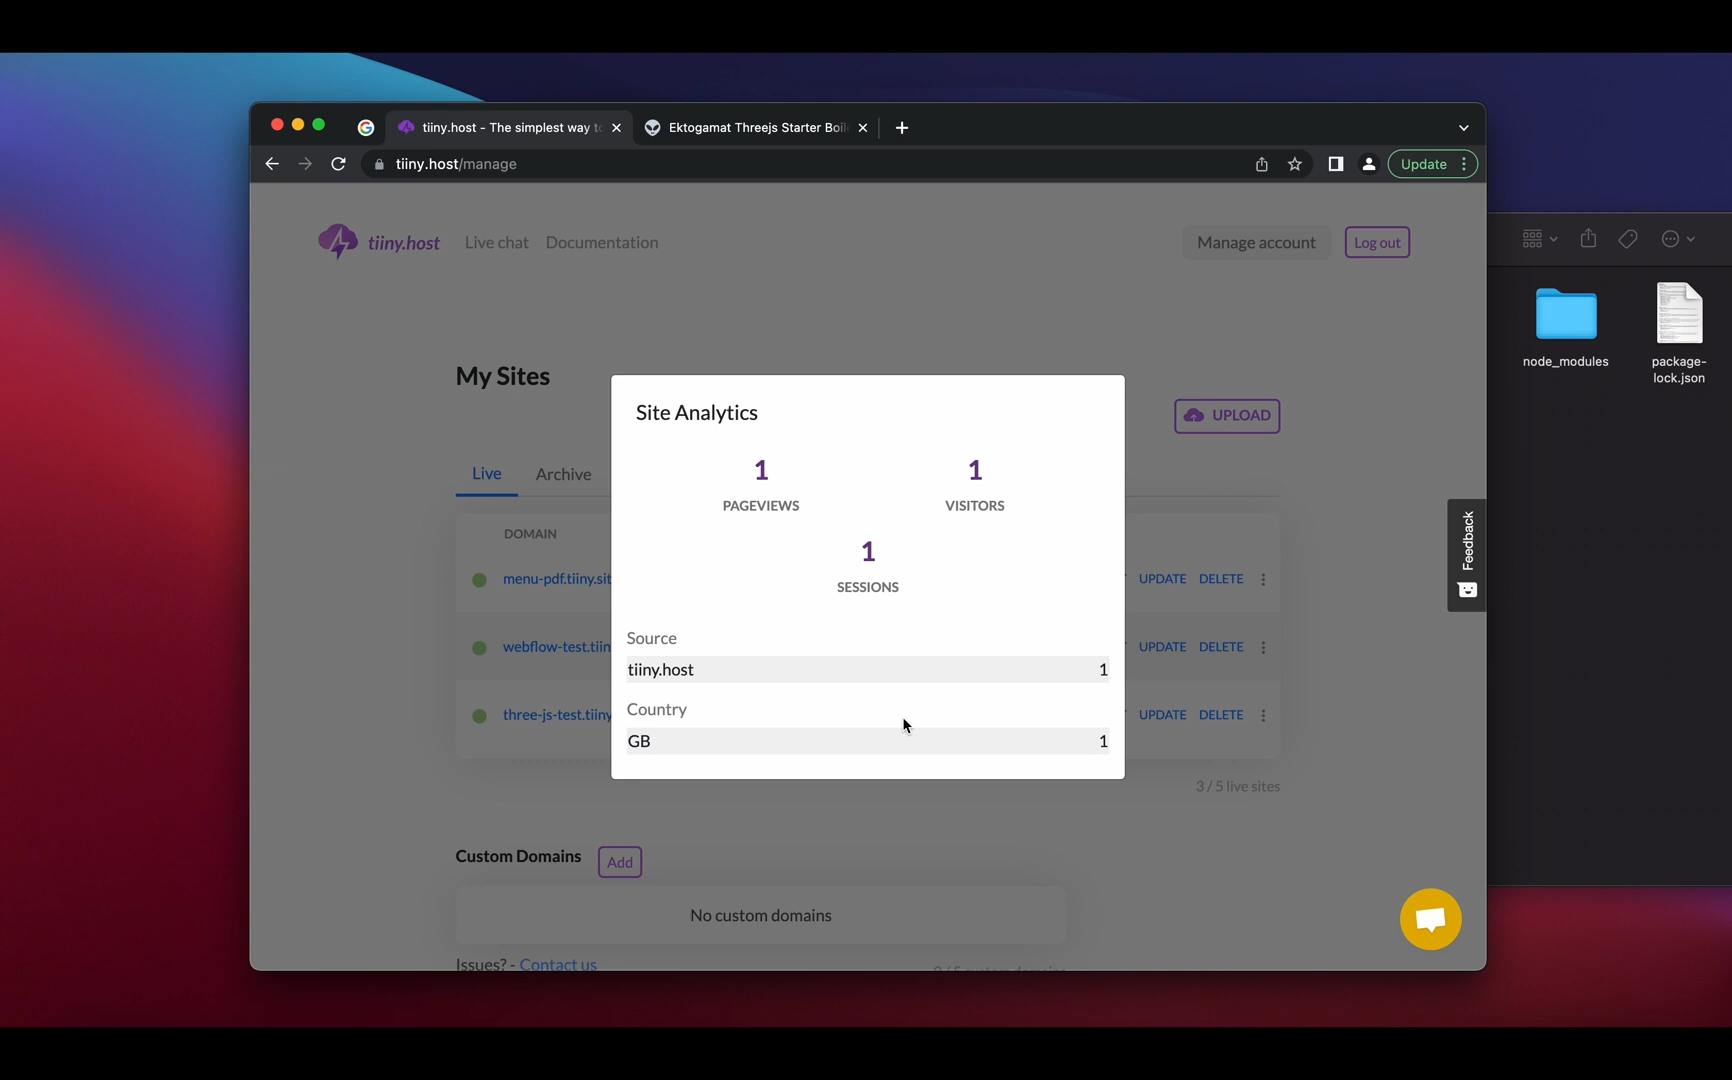 tiiny.host - The simplest way to
Ektogamat Threejs Starter Boil
tiiny.host/manage
Update
tiiny.host
Live chat
Documentation
Manage account
Log out
node_modules
package-
lock.json
My Sites
UPLOAD
Live
Archive
Site Analytics
1
PAGEVIEWS
1
VISITORS
1
SESSIONS
Source
tiiny.host 1
Country
GB 1
DOMAIN
menu-pdf.tiiny.sit
UPDATE DELETE
webflow-test.tiin
UPDATE DELETE
three-js-test.tiiny
UPDATE DELETE
3 / 5 live sites
Feedback
Custom Domains
Add
No custom domains
Issues? - Contact us